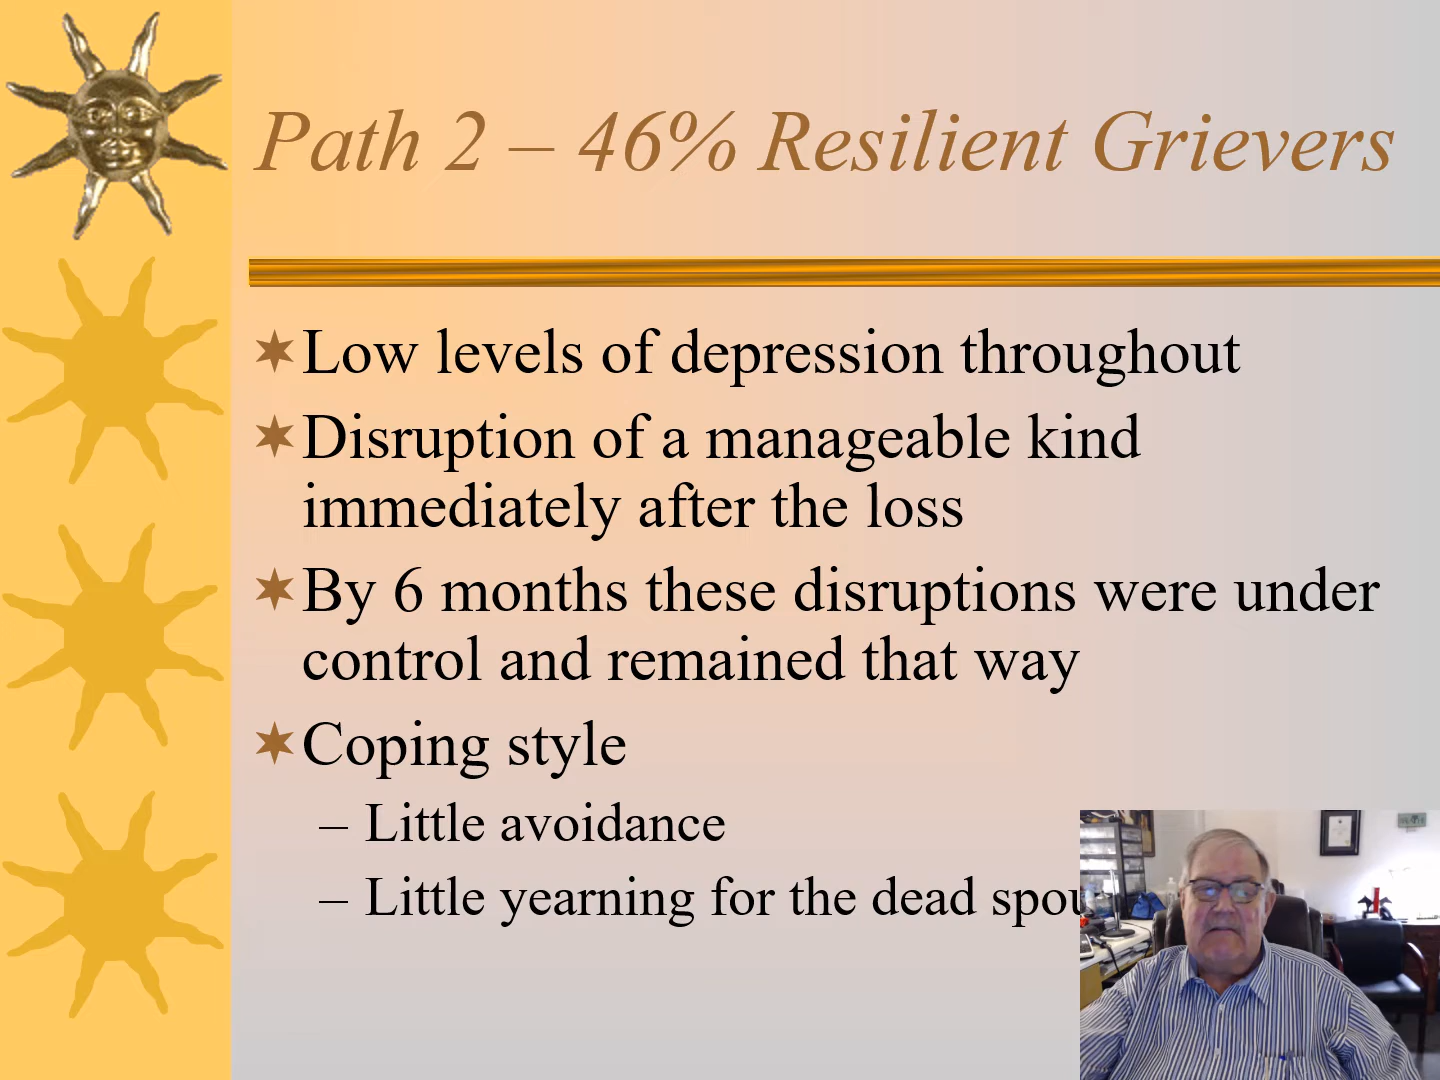 Path 2 – 46% Resilient Grievers
Low levels of depression throughout
Disruption of a manageable kind
immediately after the loss
By 6 months these disruptions were under
control and remained that way
Coping style
– Little avoidance
– Little yearning for the dead